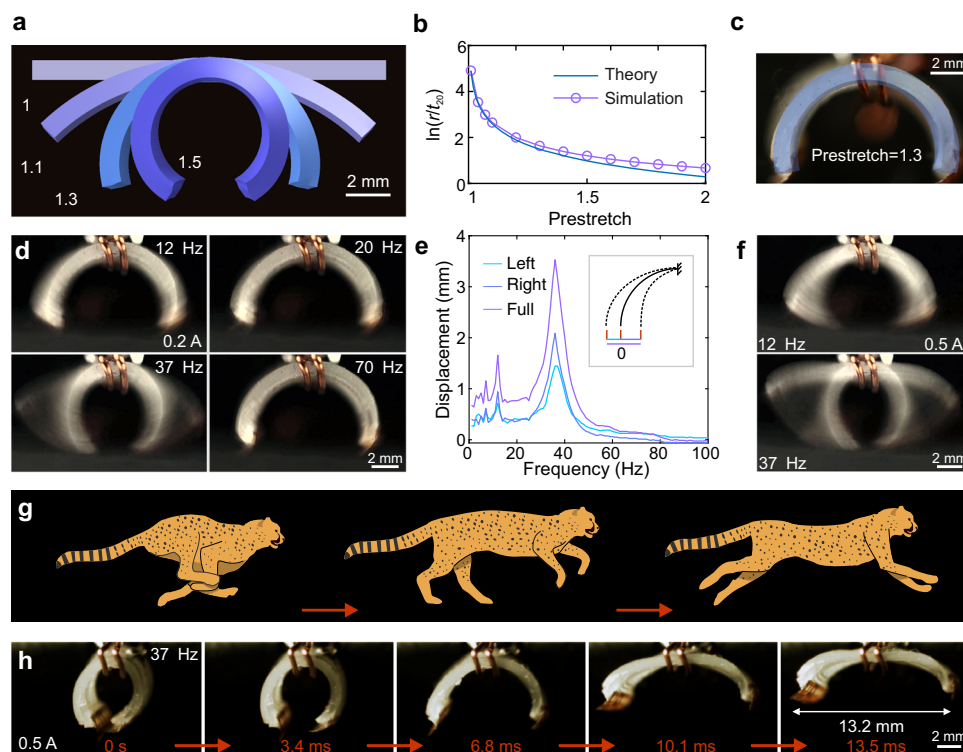 a
1
1.1
1.3
1.5
2 mm
b
ln(r/t₂₀)
6
4
2
0
Theory
Simulation
1
1.5
2
Prestretch
c
2 mm
Prestretch=1.3
d
12 Hz
0.2 A
20 Hz
37 Hz
70 Hz
2 mm
e
Displacement (mm)
4
3
2
1
0
Left
Right
Full
0
0
20
40
60
80
100
Frequency (Hz)
f
12 Hz
0.5 A
37 Hz
2 mm
g
h
37 Hz
0.5 A
0 s
3.4 ms
6.8 ms
10.1 ms
13.5 ms
13.2 mm
2 mm